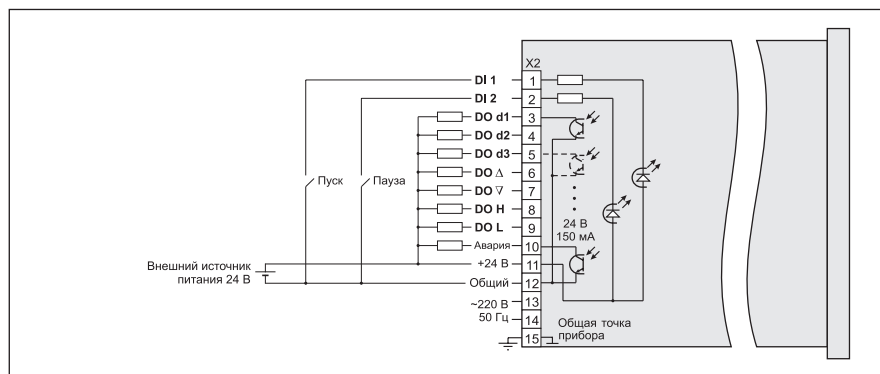 X2
DI 1 1
DI 2 2
DO d1 3
DO d2 4
DO d3 5
DO Δ 6
DO ∇ 7
DO H 8
DO L 9
Авария 10
+24 В 11
Общий 12
~220 В 13
50 Гц 14
15
Пуск
Пауза
Внешний источник
питания 24 В
24 В
150 мА
Общая точка
прибора